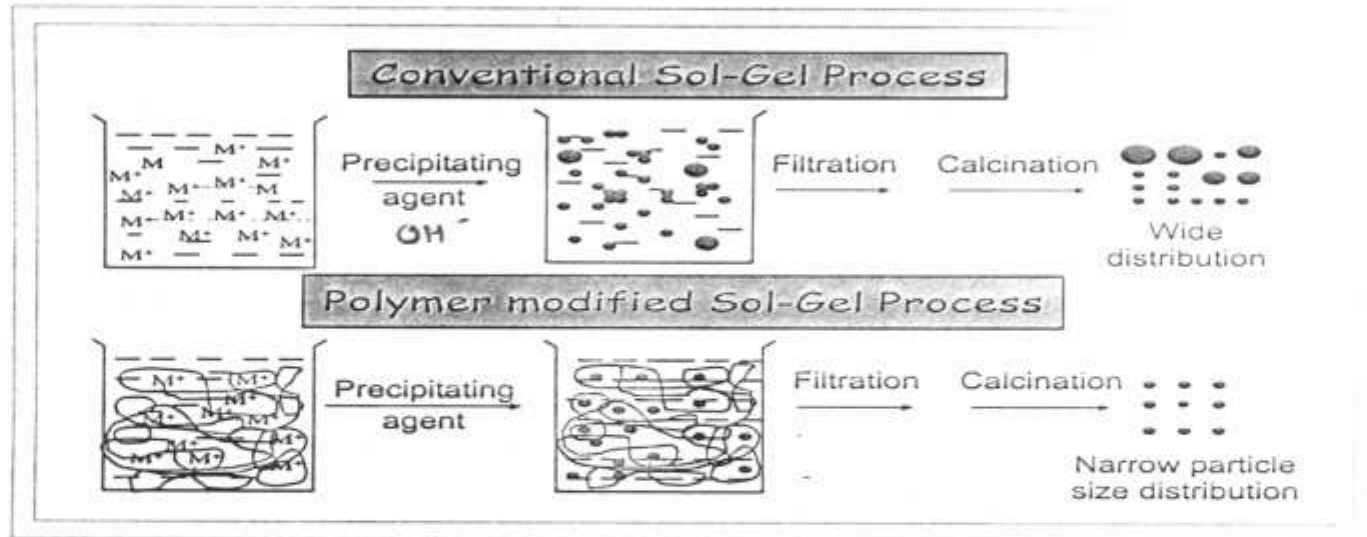 Conventional Sol-Gel Process
M⁺
M M⁺
M⁺ M⁺ M
M⁺ M⁺
M⁺ M⁺ M⁺ M⁺
M⁺ M⁺ M⁺
M⁺
Precipitating
agent
OH⁻
Filtration
Calcination
Wide
distribution
Polymer modified Sol-Gel Process
M⁺ M⁺
M⁺
M⁺ M⁺
M⁺ M⁺
M⁺ M⁺
M⁺ M⁺ M⁺
Precipitating
agent
Filtration
Calcination
Narrow particle
size distribution